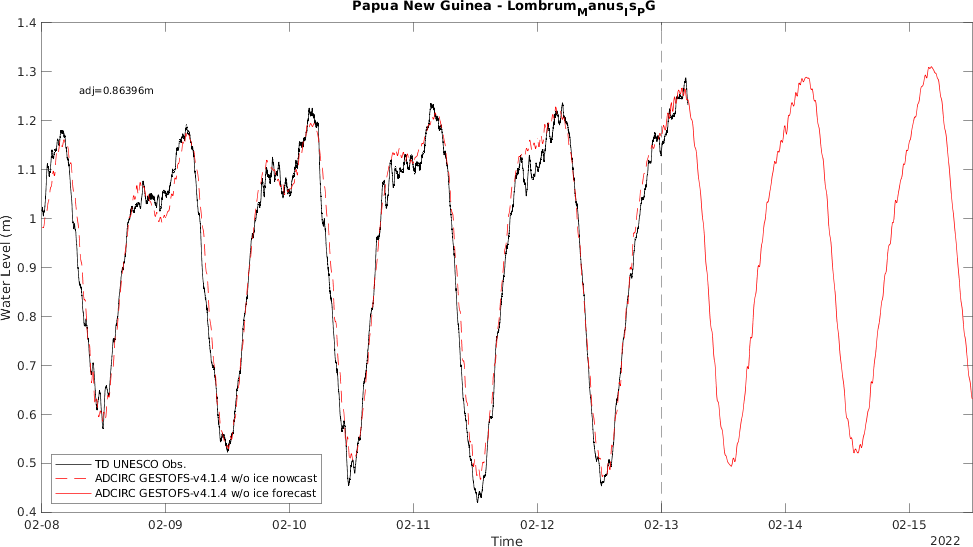 Papua New Guinea - Lombrum_Manus_Is_PG
1.4
1.3
1.2
1.1
1
0.9
0.8
0.7
0.6
0.5
0.4
Water Level (m)
adj=0.86396m
TD UNESCO Obs.
ADCIRC GESTOFS-v4.1.4 w/o ice nowcast
ADCIRC GESTOFS-v4.1.4 w/o ice forecast
02-08 02-09 02-10 02-11 02-12 02-13 02-14 02-15
Time
2022